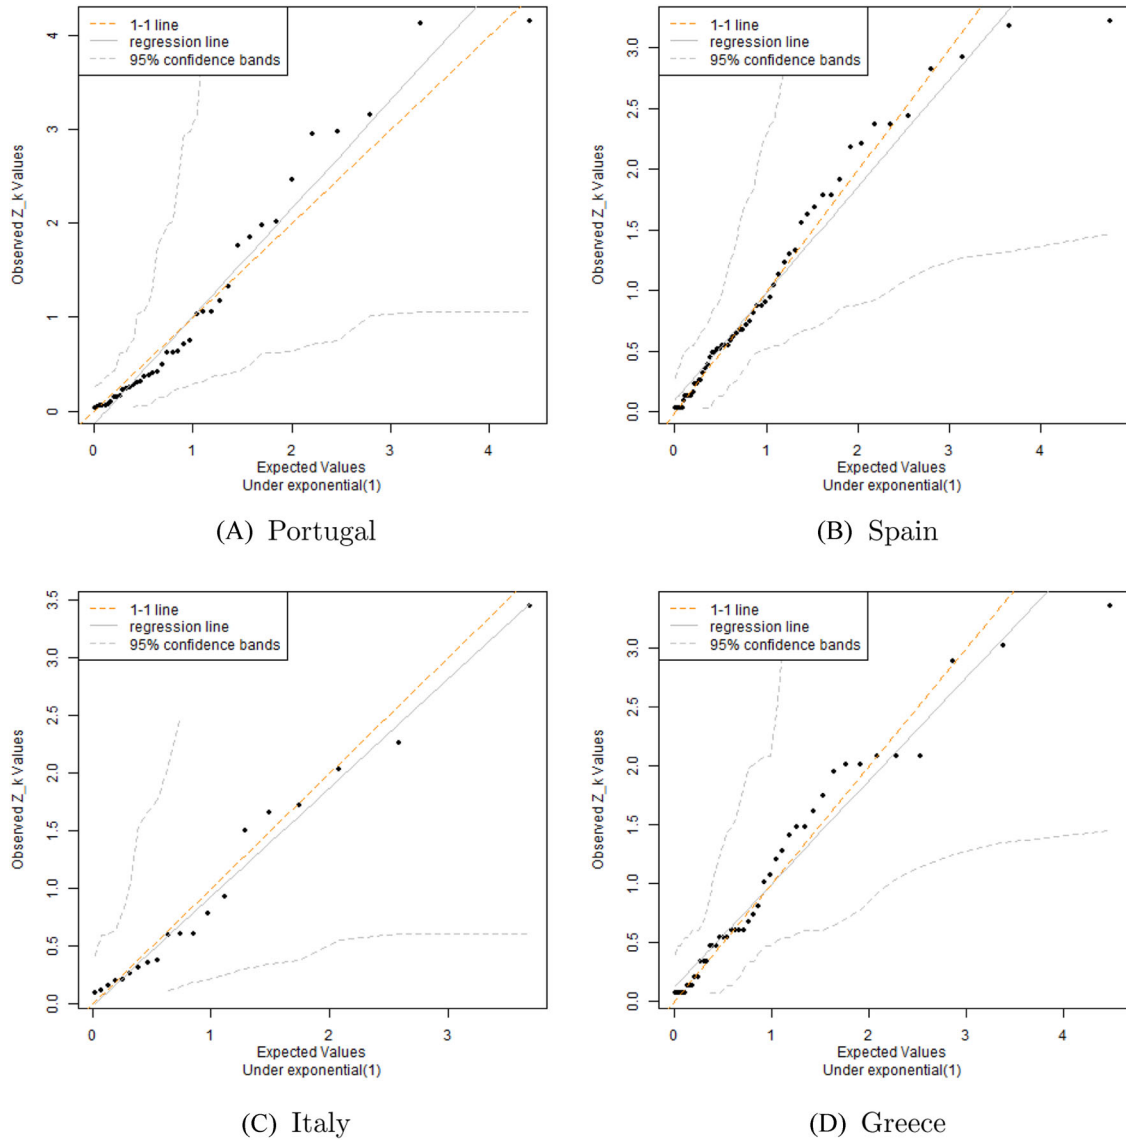 1-1 line
regression line
95% confidence bands
Observed Z_k Values
0
1
2
3
4
0
1
2
3
4
Expected Values
Under exponential(1)
(A) Portugal
1-1 line
regression line
95% confidence bands
Observed Z_k Values
0.0
0.5
1.0
1.5
2.0
2.5
3.0
0
1
2
3
4
Expected Values
Under exponential(1)
(B) Spain
1-1 line
regression line
95% confidence bands
Observed Z_k Values
0.0
0.5
1.0
1.5
2.0
2.5
3.0
3.5
0
1
2
3
Expected Values
Under exponential(1)
(C) Italy
1-1 line
regression line
95% confidence bands
Observed Z_k Values
0.0
0.5
1.0
1.5
2.0
2.5
3.0
0
1
2
3
4
Expected Values
Under exponential(1)
(D) Greece